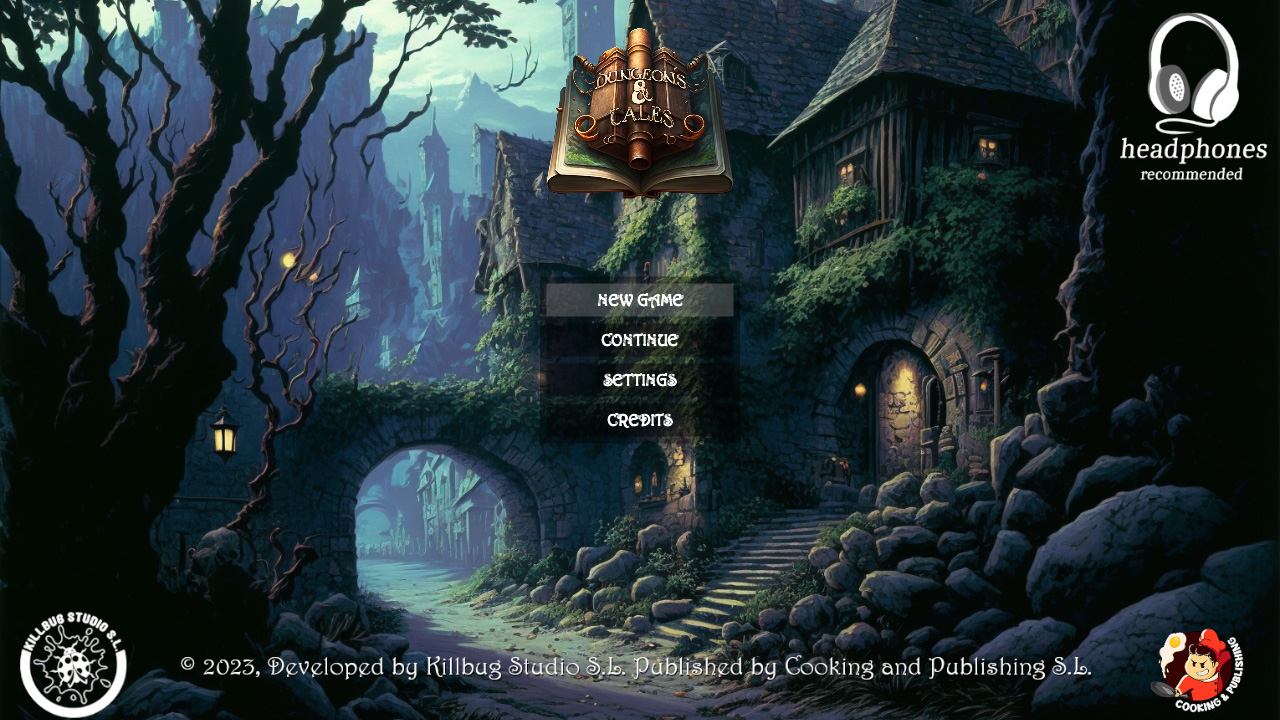 DUNGEONS
&
TALES
headphones
recommended
NEW GAME
CONTINUE
SETTINGS
CREDITS
KILLBUG STUDIO S.L.
© 2023, Developed by Killbug Studio S.L. Published by Cooking and Publishing S.L.
COOKING & PUBLISHING